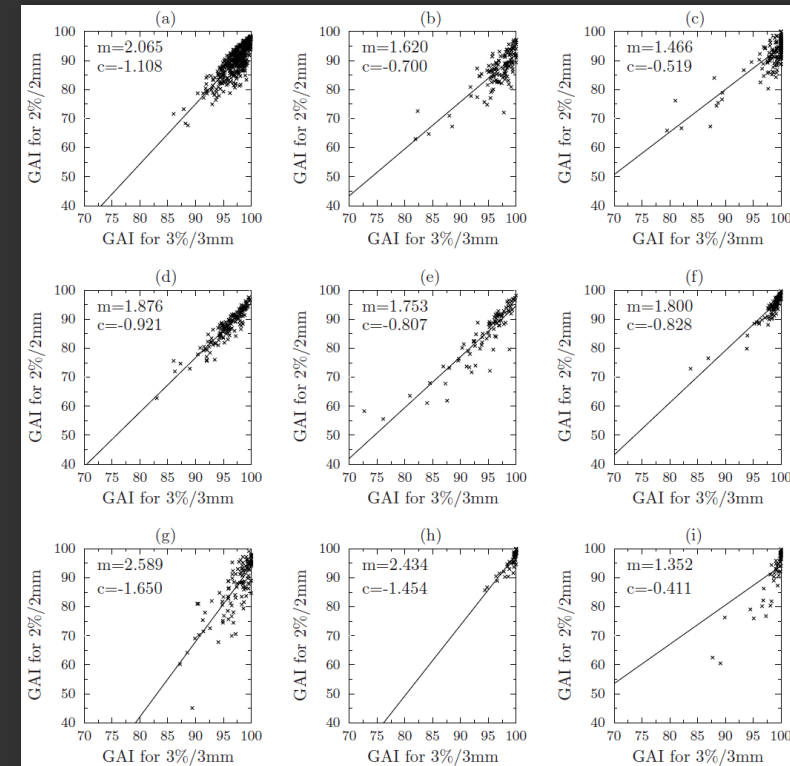 (a)
m=2.065
c=-1.108
GAI for 2%/2mm
100
90
80
70
60
50
40
70 75 80 85 90 95 100
GAI for 3%/3mm
(b)
m=1.620
c=-0.700
GAI for 2%/2mm
100
90
80
70
60
50
40
70 75 80 85 90 95 100
GAI for 3%/3mm
(c)
m=1.466
c=-0.519
GAI for 2%/2mm
100
90
80
70
60
50
40
70 75 80 85 90 95 100
GAI for 3%/3mm
(d)
m=1.876
c=-0.921
GAI for 2%/2mm
100
90
80
70
60
50
40
70 75 80 85 90 95 100
GAI for 3%/3mm
(e)
m=1.753
c=-0.807
GAI for 2%/2mm
100
90
80
70
60
50
40
70 75 80 85 90 95 100
GAI for 3%/3mm
(f)
m=1.800
c=-0.828
GAI for 2%/2mm
100
90
80
70
60
50
40
70 75 80 85 90 95 100
GAI for 3%/3mm
(g)
m=2.589
c=-1.650
GAI for 2%/2mm
100
90
80
70
60
50
40
70 75 80 85 90 95 100
GAI for 3%/3mm
(h)
m=2.434
c=-1.454
GAI for 2%/2mm
100
90
80
70
60
50
40
70 75 80 85 90 95 100
GAI for 3%/3mm
(i)
m=1.352
c=-0.411
GAI for 2%/2mm
100
90
80
70
60
50
40
70 75 80 85 90 95 100
GAI for 3%/3mm